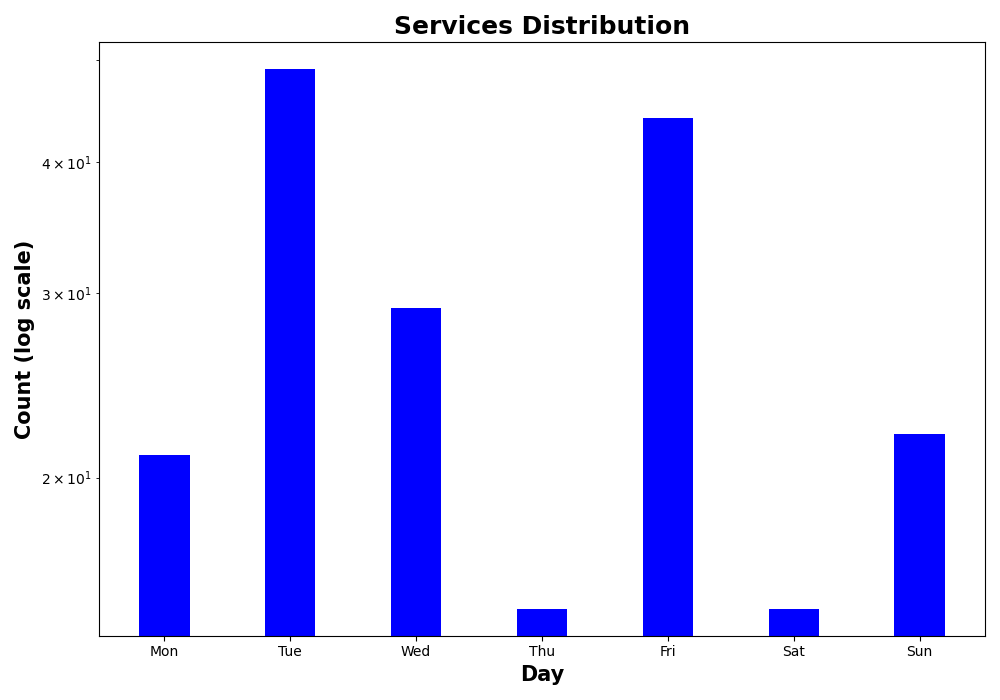 Services Distribution
Count (log scale)
4 × 10¹
3 × 10¹
2 × 10¹
Mon Tue Wed Thu Fri Sat Sun
Day